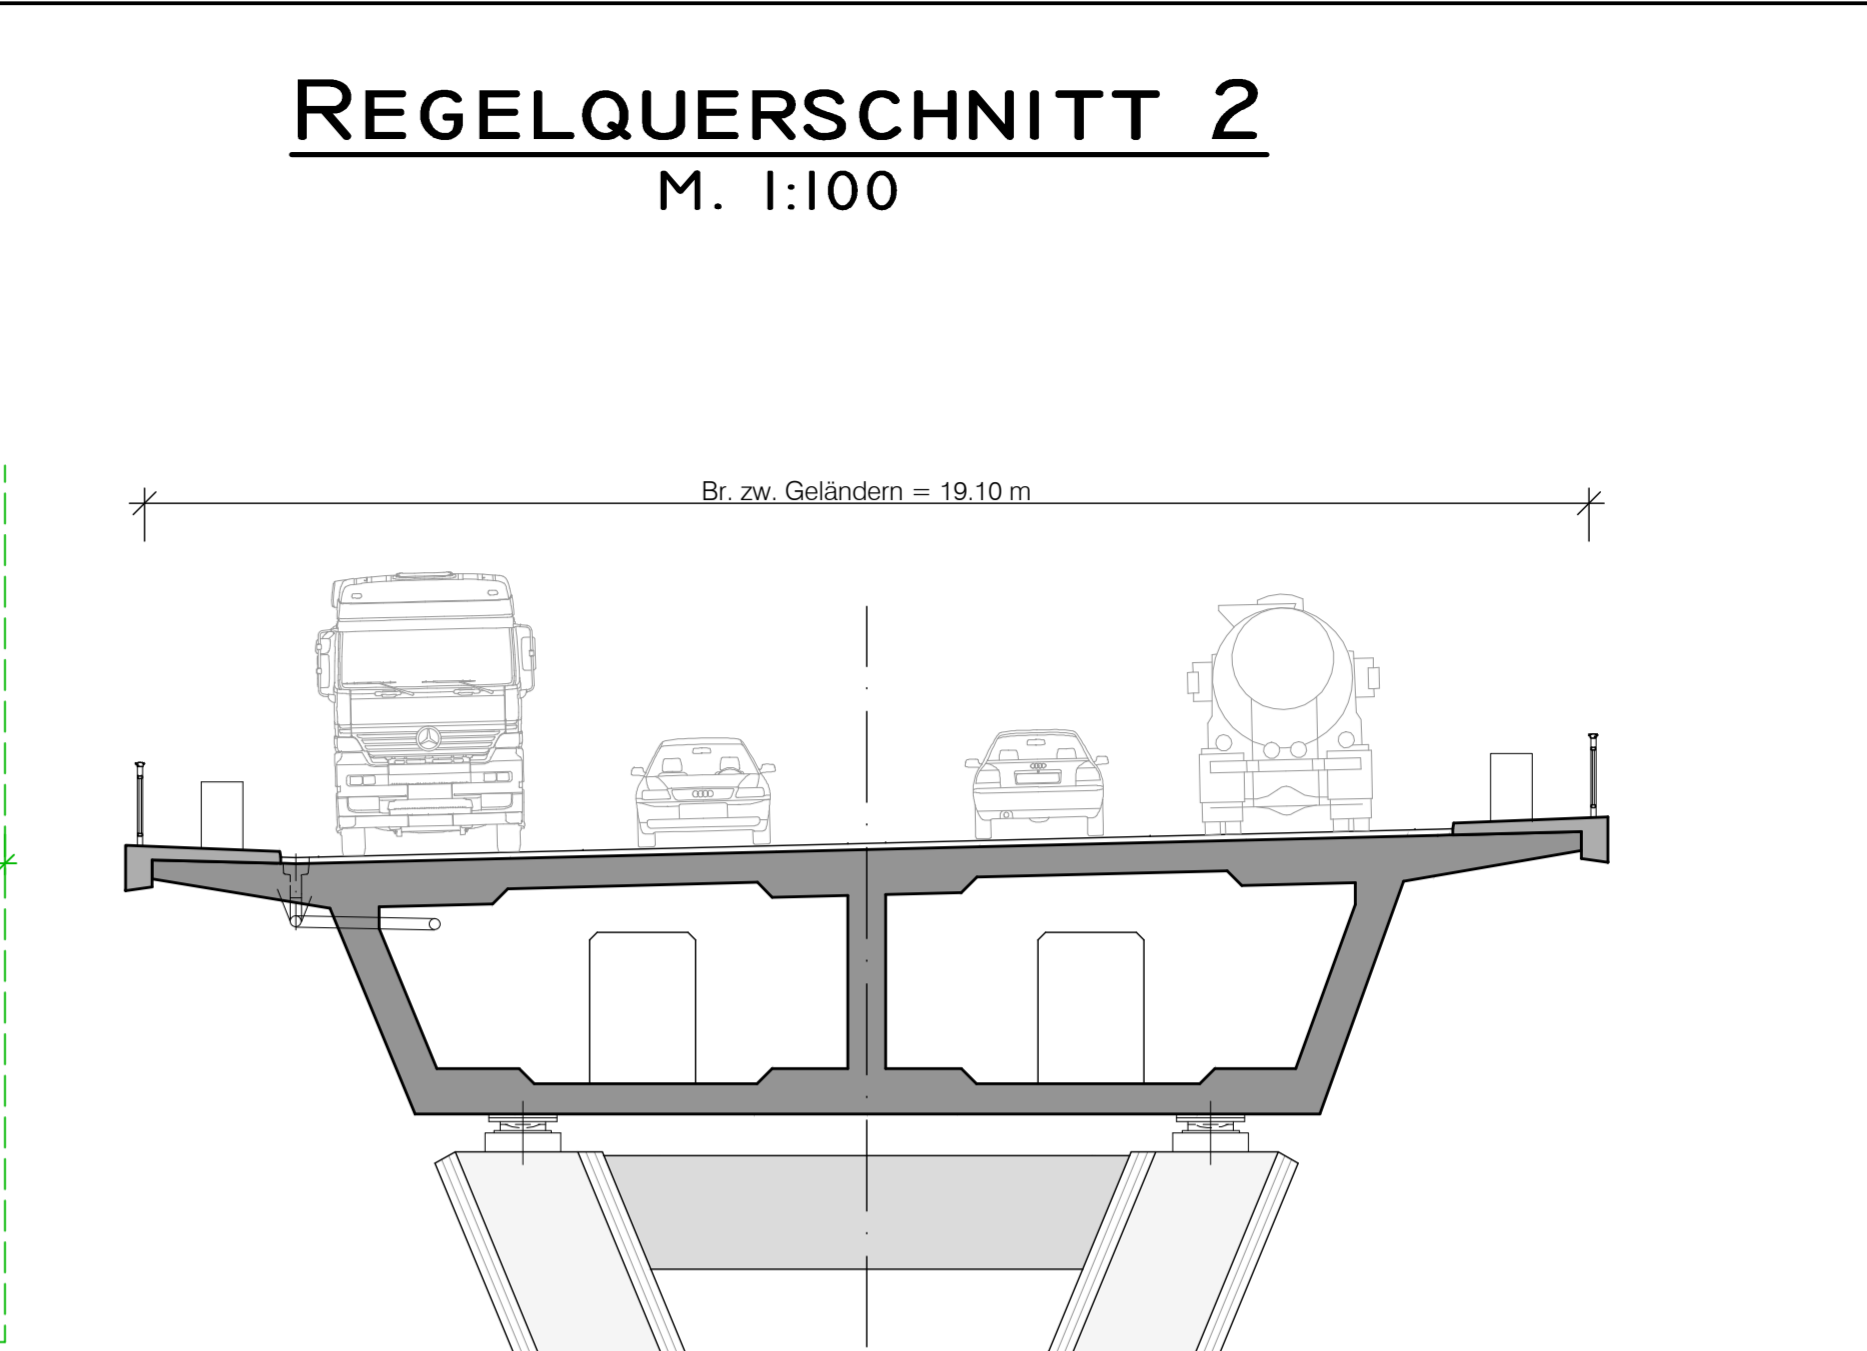 REGELQUERSCHNITT 2
M. 1:100
Br. zw. Geländern = 19.10 m